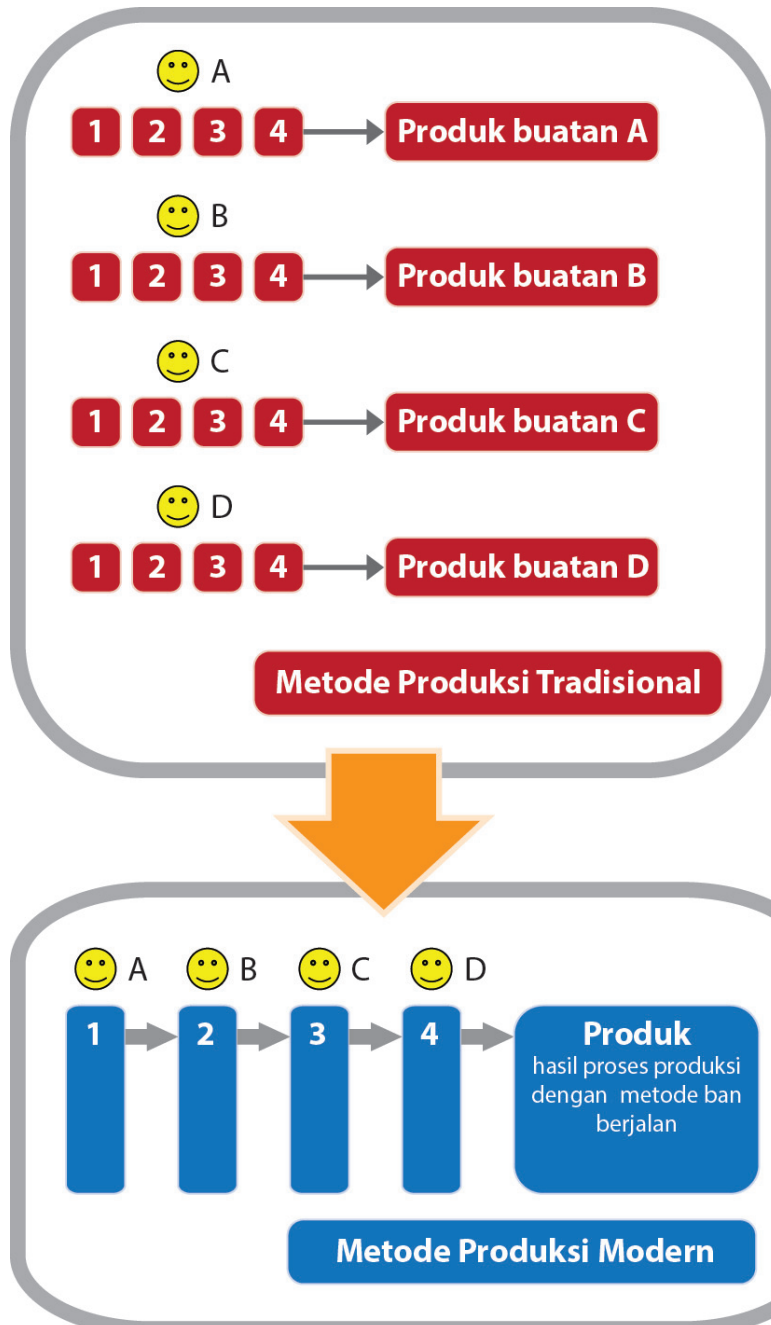 A
1 2 3 4 Produk buatan A
B
1 2 3 4 Produk buatan B
C
1 2 3 4 Produk buatan C
D
1 2 3 4 Produk buatan D
Metode Produksi Tradisional
A B C D
1 2 3 4 Produk
hasil proses produksi
dengan metode ban
berjalan
Metode Produksi Modern